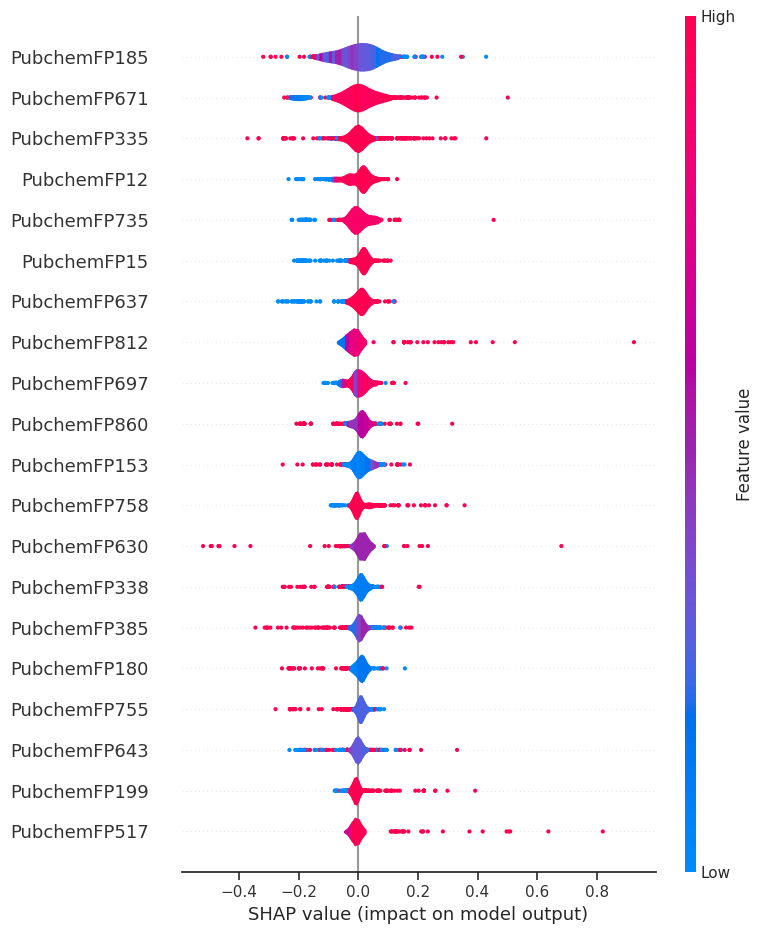 High
PubchemFP185
PubchemFP671
PubchemFP335
PubchemFP12
PubchemFP735
PubchemFP15
PubchemFP637
PubchemFP812
PubchemFP697
PubchemFP860
PubchemFP153
PubchemFP758
PubchemFP630
PubchemFP338
PubchemFP385
PubchemFP180
PubchemFP755
PubchemFP643
PubchemFP199
PubchemFP517
Feature value
Low
−0.4 −0.2 0.0 0.2 0.4 0.6 0.8
SHAP value (impact on model output)